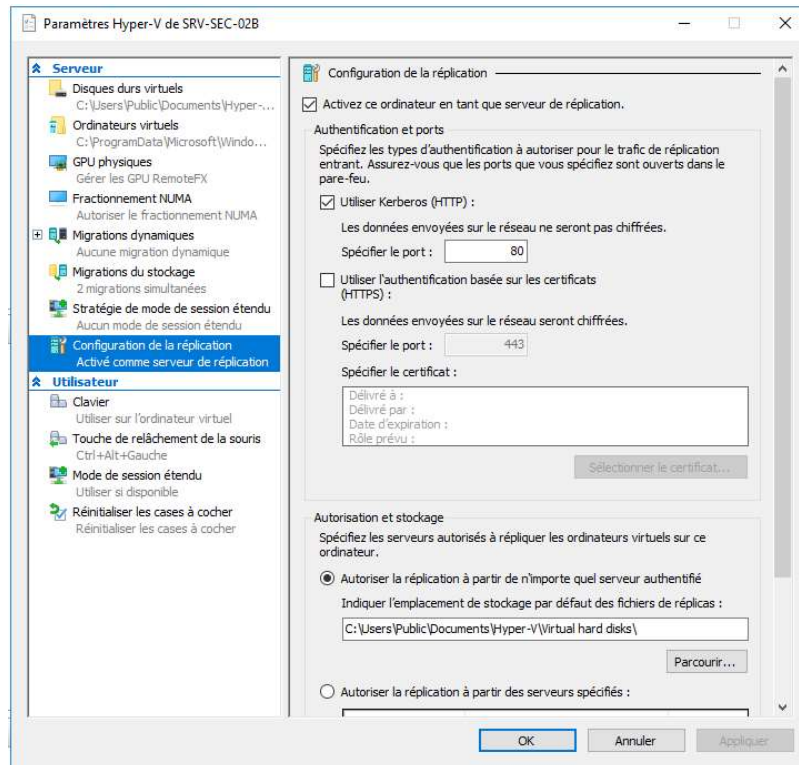 Paramètres Hyper-V de SRV-SEC-02B
Serveur
Disques durs virtuels
C:\Users\Public\Documents\Hyper-...
Ordinateurs virtuels
C:\ProgramData\Microsoft\Windo...
GPU physiques
Gérer les GPU RemoteFX
Fractionnement NUMA
Autoriser le fractionnement NUMA
Migrations dynamiques
Aucune migration dynamique
Migrations du stockage
2 migrations simultanées
Stratégie de mode de session étendu
Aucun mode de session étendu
Configuration de la réplication
Activé comme serveur de réplication
Utilisateur
Clavier
Utiliser sur l'ordinateur virtuel
Touche de relâchement de la souris
Ctrl+Alt+Gauche
Mode de session étendu
Utiliser si disponible
Réinitialiser les cases à cocher
Réinitialiser les cases à cocher
Configuration de la réplication
Activez ce ordinateur en tant que serveur de réplication.
Authentification et ports
Spécifiez les types d'authentification à autoriser pour le trafic de réplication
entrant. Assurez-vous que les ports que vous spécifiez sont ouverts dans le
pare-feu.
Utiliser Kerberos (HTTP) :
Les données envoyées sur le réseau ne seront pas chiffrées.
Spécifier le port : 80
Utiliser l'authentification basée sur les certificats
(HTTPS) :
Les données envoyées sur le réseau seront chiffrées.
Spécifier le port : 443
Spécifier le certificat :
Délivré à :
Délivré par :
Date d'expiration :
Rôle prévu :
Sélectionner le certificat...
Autorisation et stockage
Spécifiez les serveurs autorisés à répliquer les ordinateurs virtuels sur ce
ordinateur.
Autoriser la réplication à partir de n'importe quel serveur authentifié
Indiquer l'emplacement de stockage par défaut des fichiers de réplicas :
C:\Users\Public\Documents\Hyper-V\Virtual hard disks\
Parcourir...
Autoriser la réplication à partir des serveurs spécifiés :
OK Annuler Appliquer